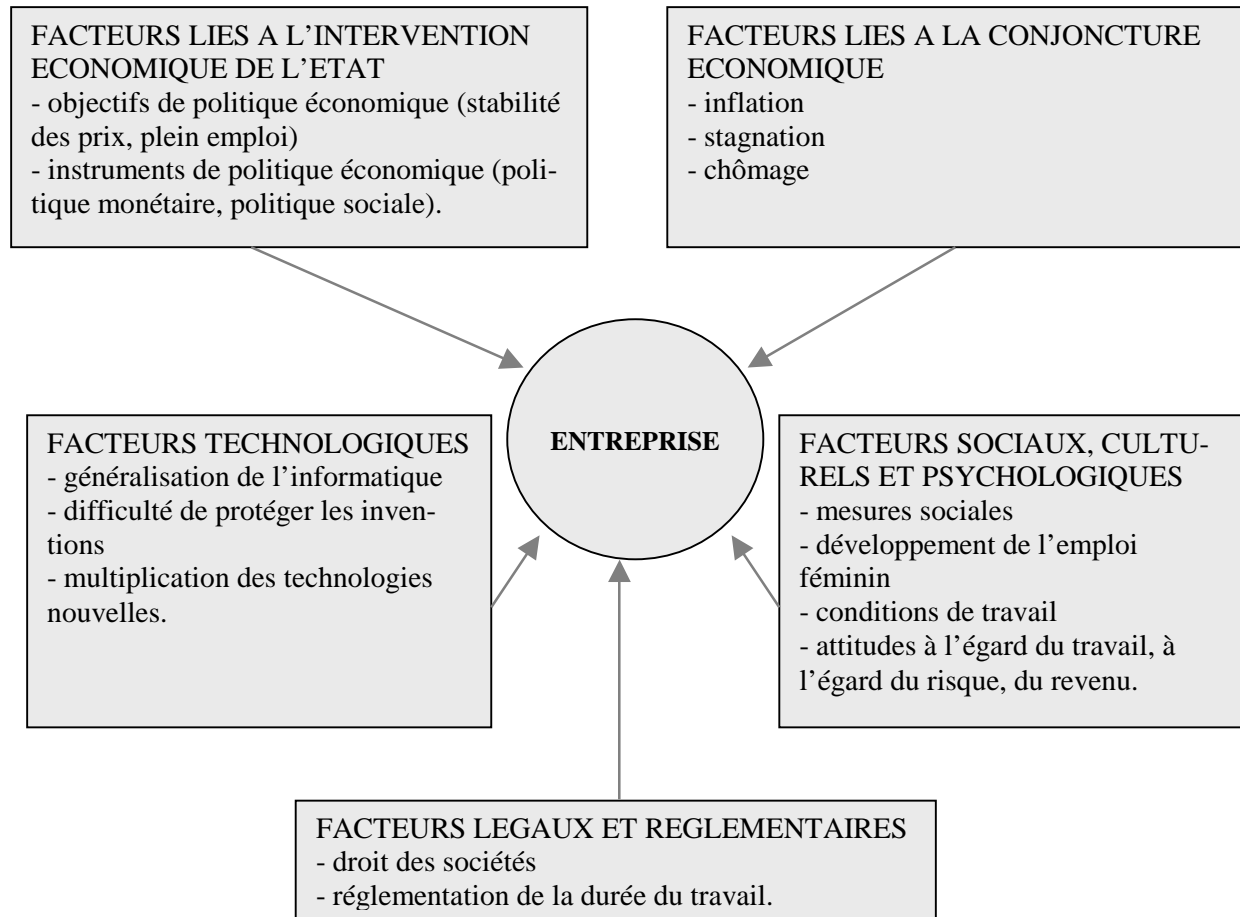 FACTEURS LIES A L’INTERVENTION
ECONOMIQUE DE L’ETAT
- objectifs de politique économique (stabilité
des prix, plein emploi)
- instruments de politique économique (poli-
tique monétaire, politique sociale).
FACTEURS LIES A LA CONJONCTURE
ECONOMIQUE
- inflation
- stagnation
- chômage
ENTREPRISE
FACTEURS TECHNOLOGIQUES
- généralisation de l’informatique
- difficulté de protéger les inven-
tions
- multiplication des technologies
nouvelles.
FACTEURS SOCIAUX, CULTU-
RELS ET PSYCHOLOGIQUES
- mesures sociales
- développement de l’emploi
féminin
- conditions de travail
- attitudes à l’égard du travail, à
l’égard du risque, du revenu.
FACTEURS LEGAUX ET REGLEMENTAIRES
- droit des sociétés
- réglementation de la durée du travail.